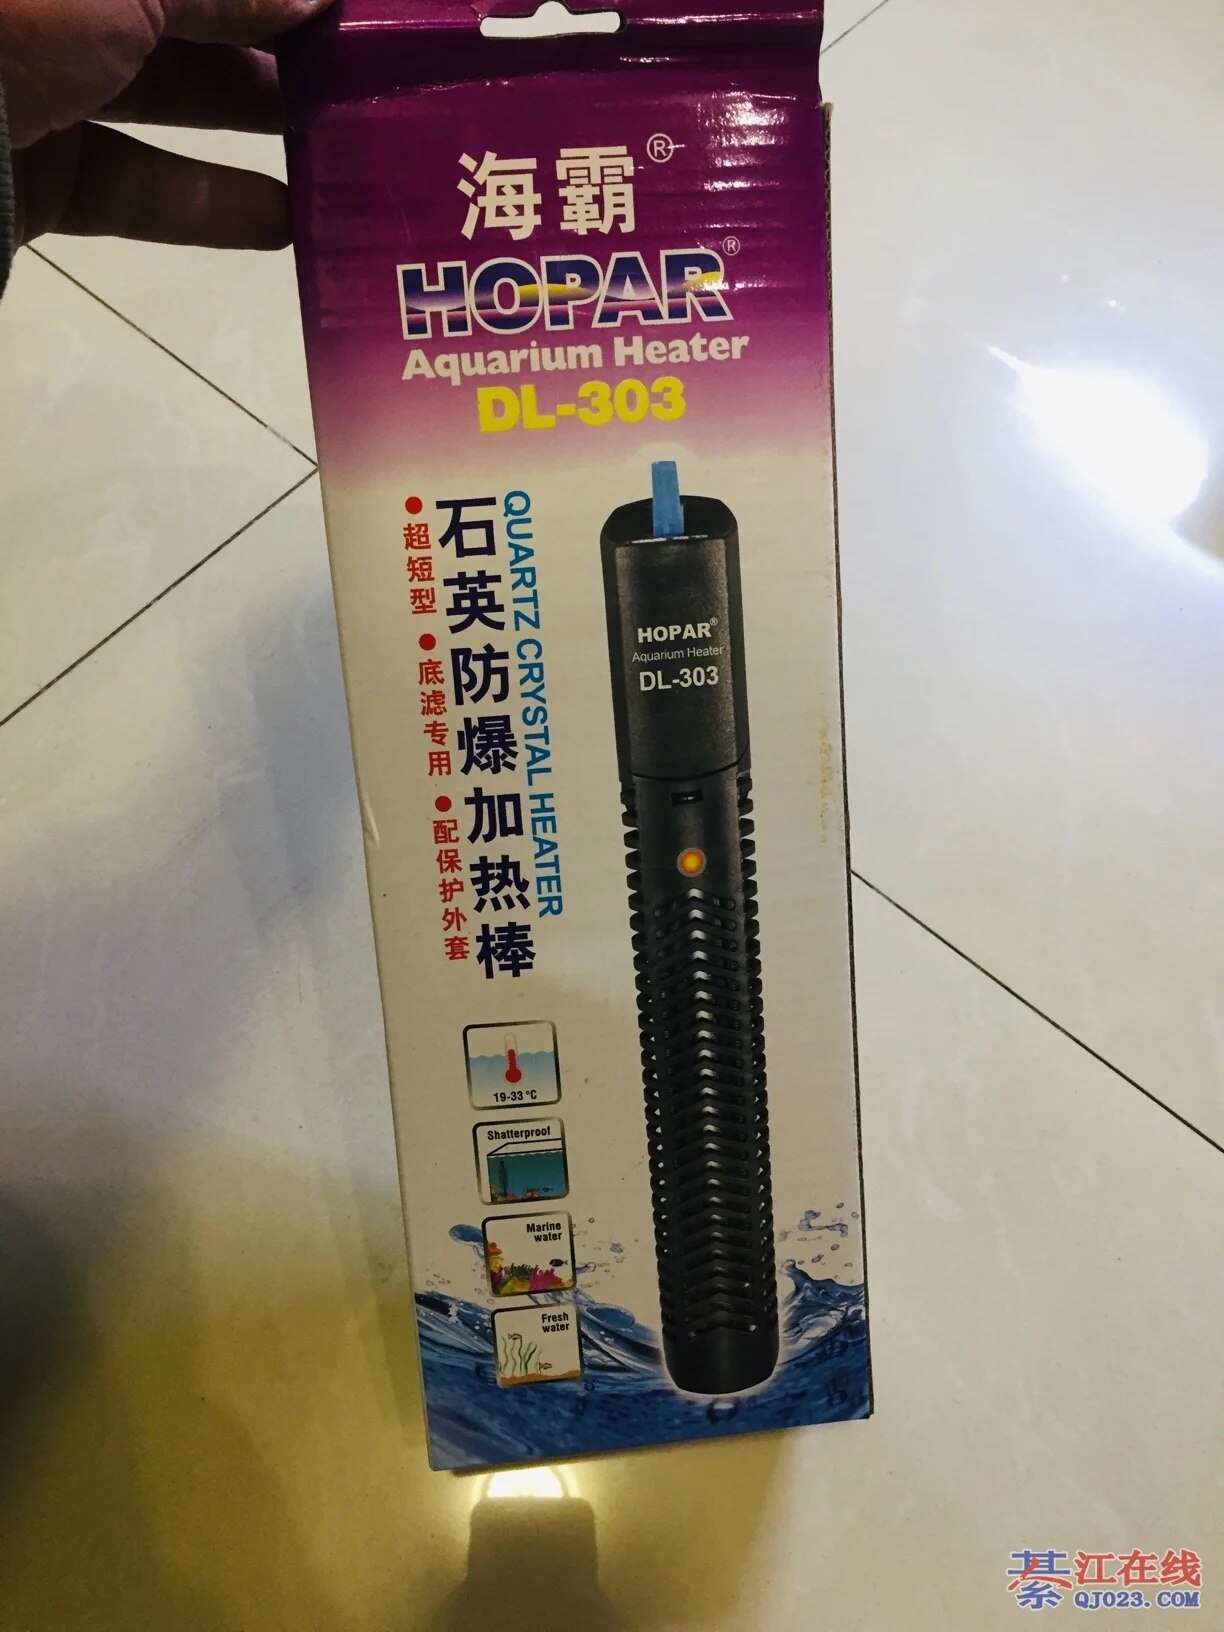 海霸®
HOPAR®
Aquarium Heater
DL-303
QUARTZ CRYSTAL HEATER
石英防爆加热棒
●超短型 ●底滤专用 ●配保护外套
HOPAR®
Aquarium Heater
DL-303
19-33℃
Shatterproof
Marine
water
Fresh
water
綦江在线
QJ023.COM